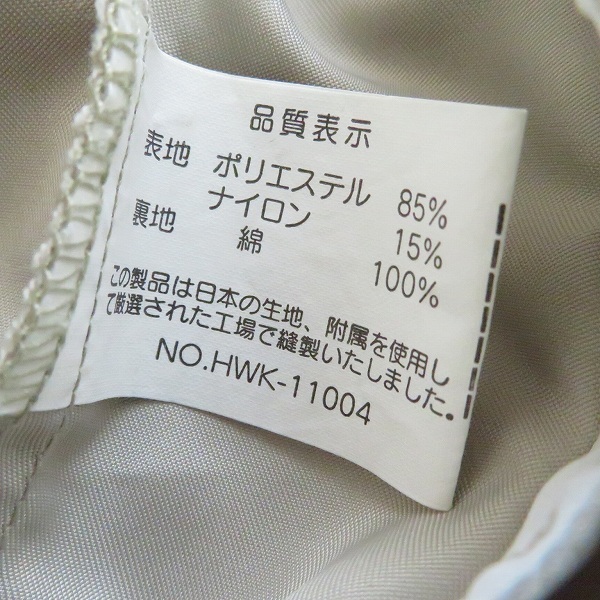 品質表示
表地 ポリエステル 85%
ナイロン 15%
裏地 綿 100%
この製品は日本の生地、附属を使用し
て厳選された工場で縫製いたしました。
NO.HWK-11004